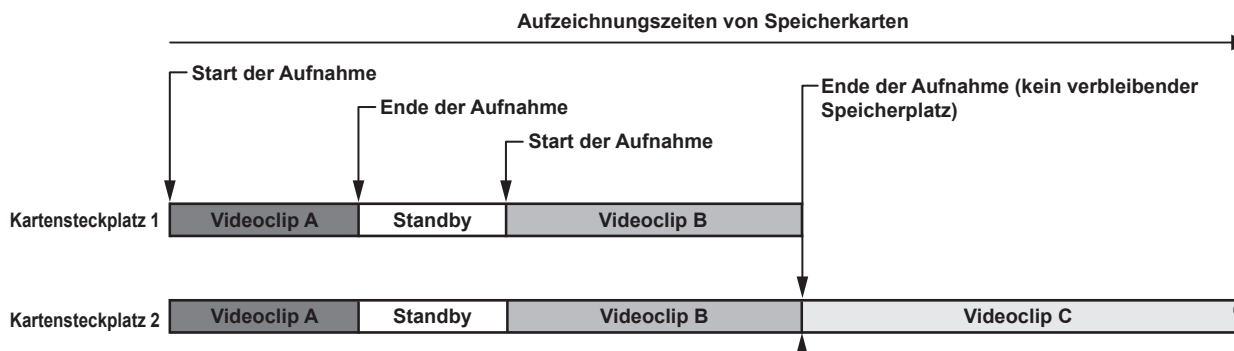 Aufzeichnungszeiten von Speicherkarten
Start der Aufnahme
Ende der Aufnahme (kein verbleibender
Speicherplatz)
Ende der Aufnahme
Start der Aufnahme
Kartensteckplatz 1 Videoclip A Standby Videoclip B
Kartensteckplatz 2 Videoclip A Standby Videoclip B Videoclip C